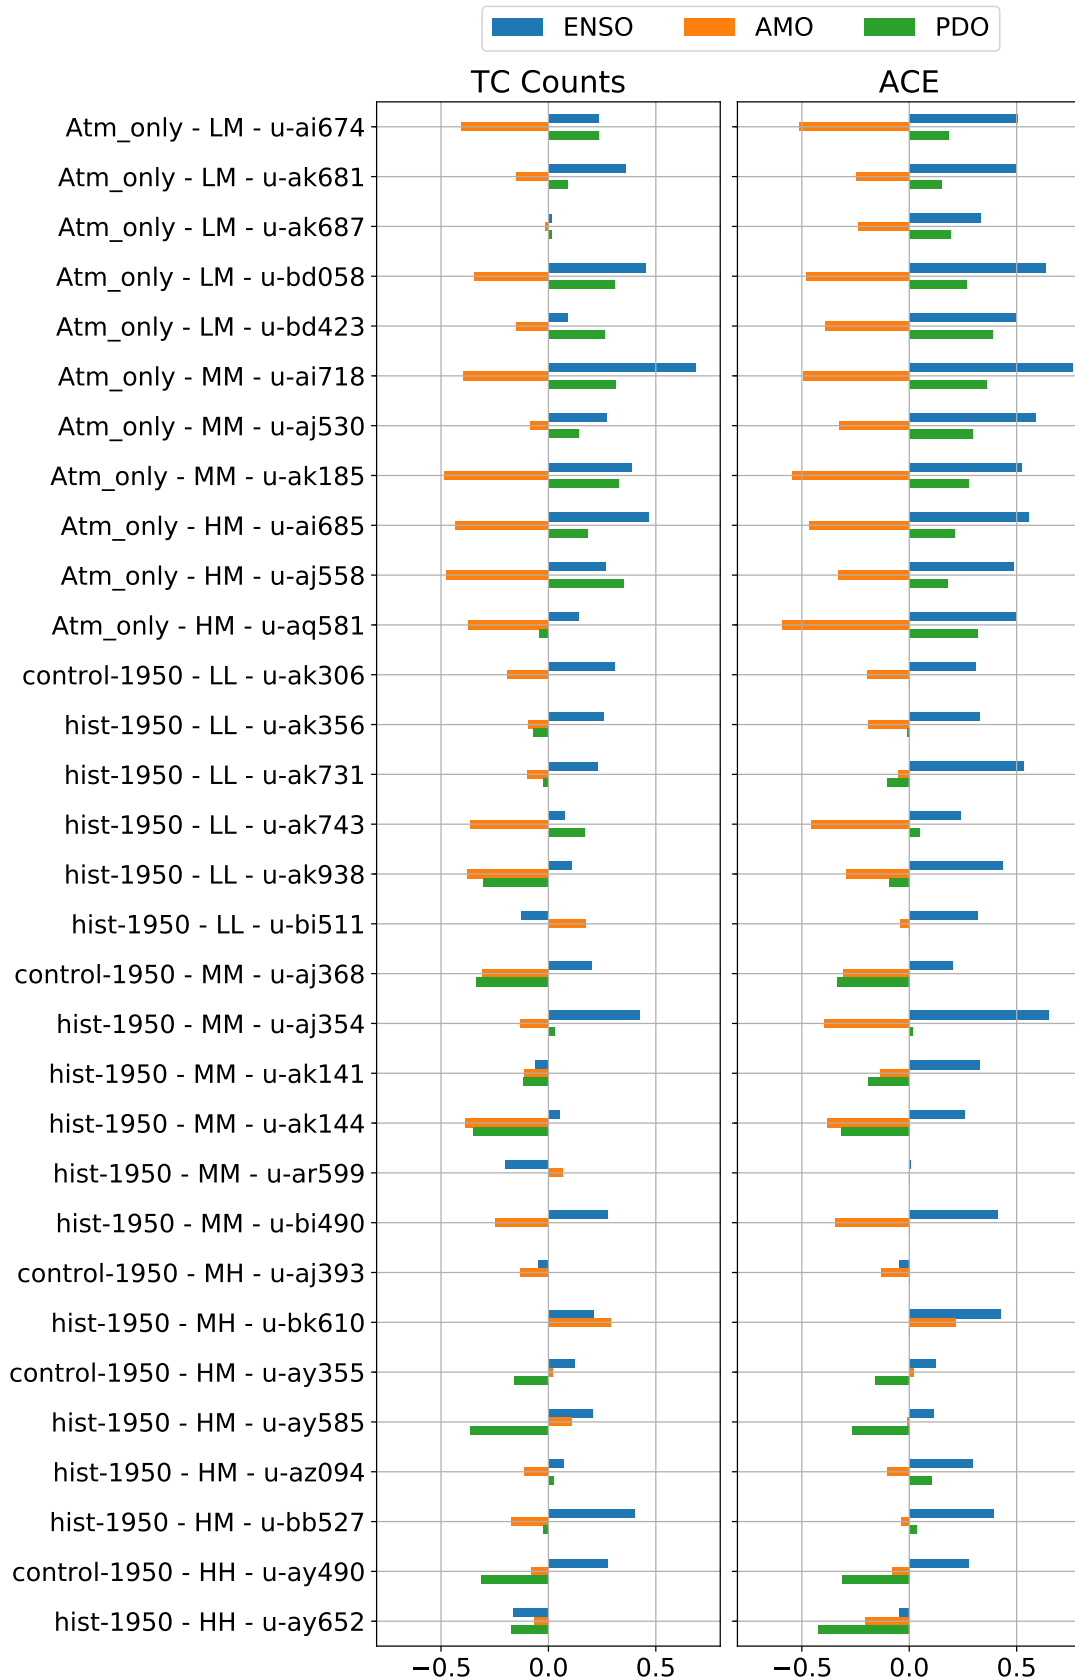 ENSO AMO PDO
TC Counts ACE
Atm_only - LM - u-ai674
Atm_only - LM - u-ak681
Atm_only - LM - u-ak687
Atm_only - LM - u-bd058
Atm_only - LM - u-bd423
Atm_only - MM - u-ai718
Atm_only - MM - u-aj530
Atm_only - MM - u-ak185
Atm_only - HM - u-ai685
Atm_only - HM - u-aj558
Atm_only - HM - u-aq581
control-1950 - LL - u-ak306
hist-1950 - LL - u-ak356
hist-1950 - LL - u-ak731
hist-1950 - LL - u-ak743
hist-1950 - LL - u-ak938
hist-1950 - LL - u-bi511
control-1950 - MM - u-aj368
hist-1950 - MM - u-aj354
hist-1950 - MM - u-ak141
hist-1950 - MM - u-ak144
hist-1950 - MM - u-ar599
hist-1950 - MM - u-bi490
control-1950 - MH - u-aj393
hist-1950 - MH - u-bk610
control-1950 - HM - u-ay355
hist-1950 - HM - u-ay585
hist-1950 - HM - u-az094
hist-1950 - HM - u-bb527
control-1950 - HH - u-ay490
hist-1950 - HH - u-ay652
−0.5 0.0 0.5 −0.5 0.0 0.5